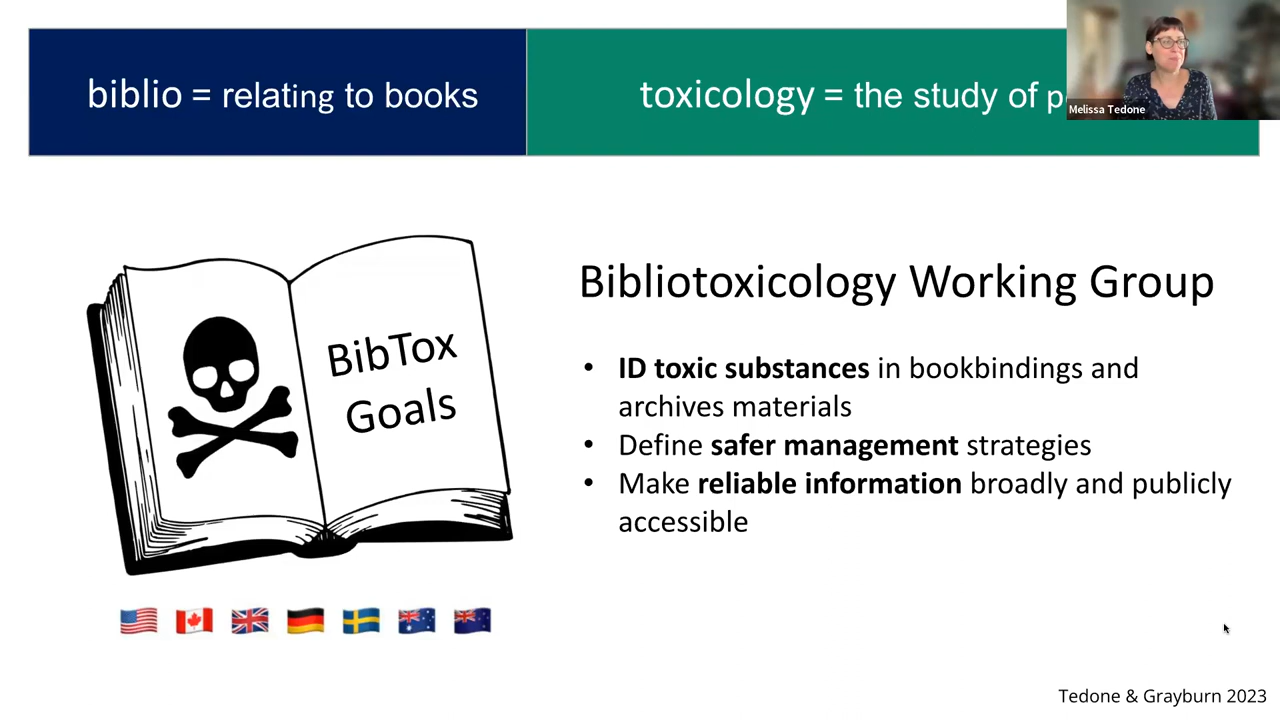 biblio = relating to books
toxicology = the study of
Melissa Tedone
BibTox
Goals
Bibliotoxicology Working Group
• ID toxic substances in bookbindings and
archives materials
• Define safer management strategies
• Make reliable information broadly and publicly
accessible
Tedone & Grayburn 2023